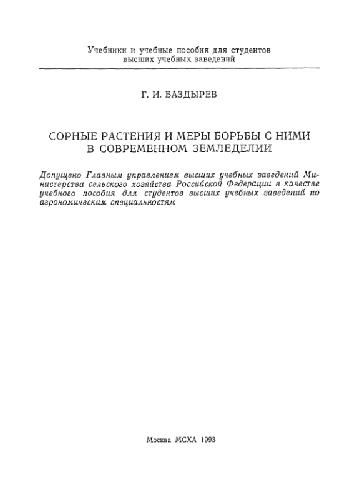 Учебники и учебные пособия для студентов
высших учебных заведений
Г. И. БАЗДЫРЕВ
СОРНЫЕ РАСТЕНИЯ И МЕРЫ БОРЬБЫ С НИМИ
В СОВРЕМЕННОМ ЗЕМЛЕДЕЛИИ
Допущено Главным управлением высших учебных заведений Ми-
нистерства сельского хозяйства Российской Федерации в качестве
учебного пособия для студентов высших учебных заведений по
агрономическим специальностям
Москва МСХА 1993